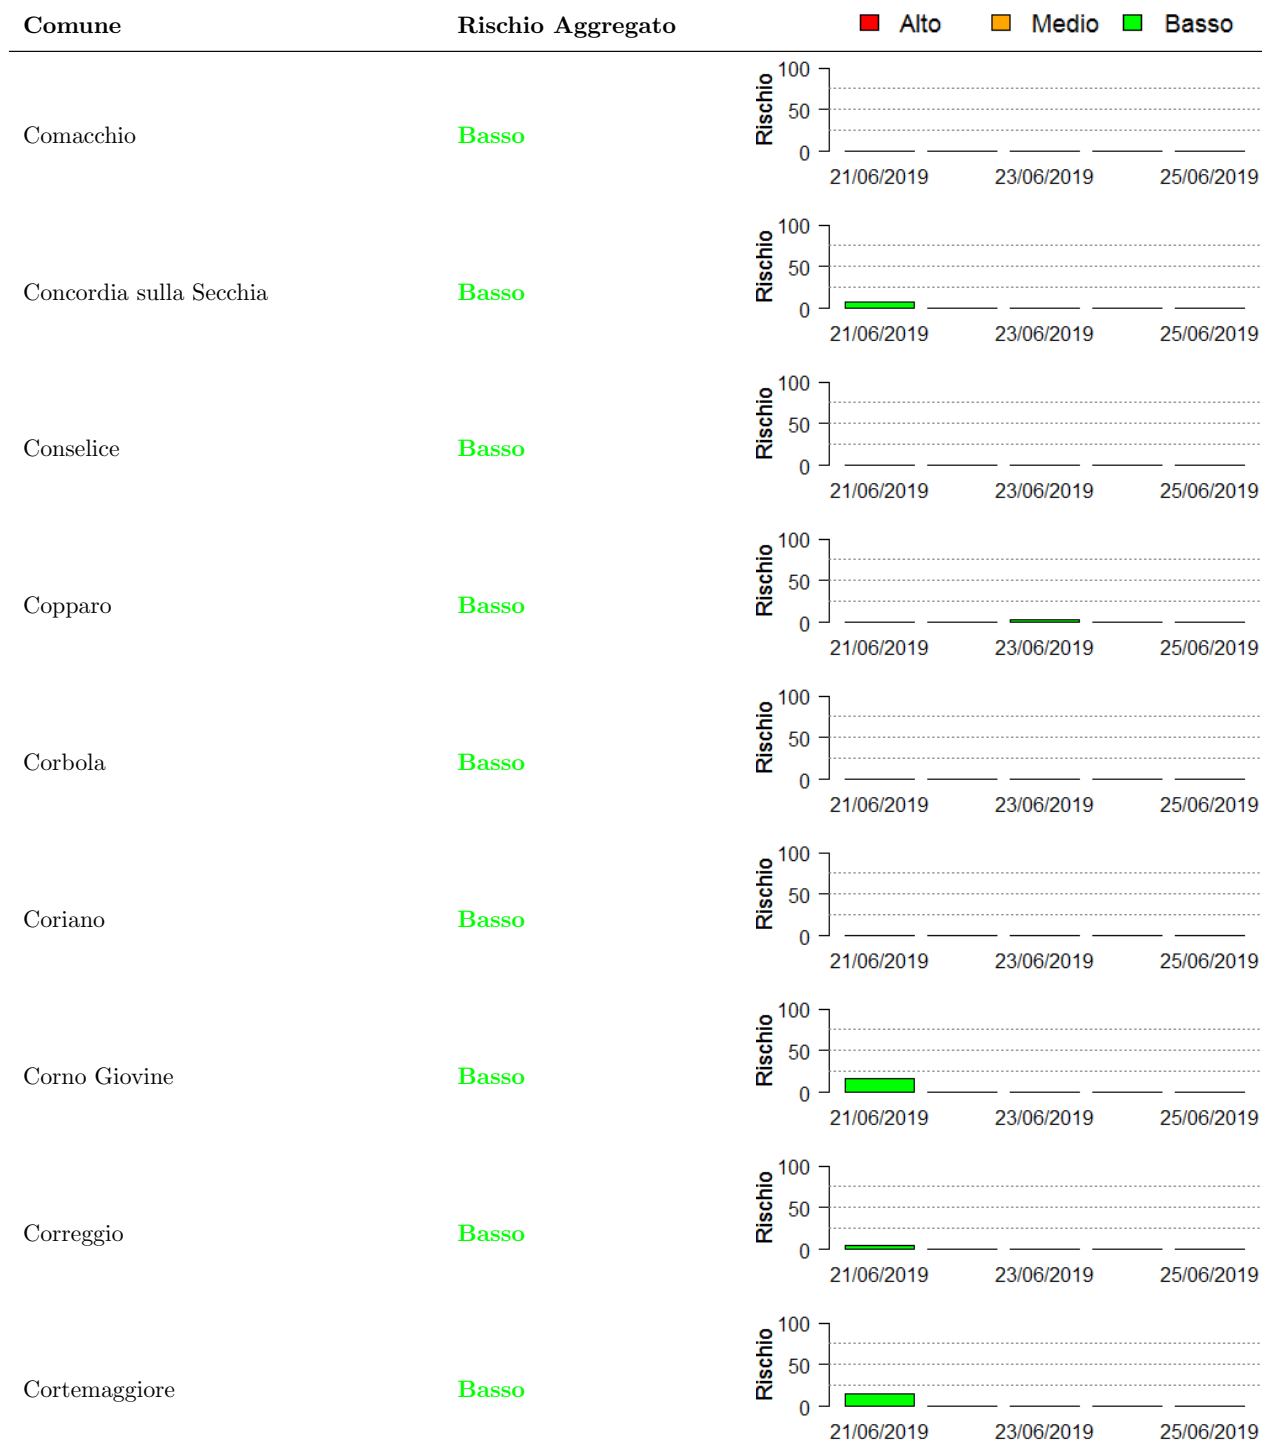 Comune Rischio Aggregato Alto Medio Basso
100
50
0
Rischio
Comacchio Basso
21/06/2019 23/06/2019 25/06/2019
100
50
0
Rischio
Concordia sulla Secchia Basso
21/06/2019 23/06/2019 25/06/2019
100
50
0
Rischio
Conselice Basso
21/06/2019 23/06/2019 25/06/2019
100
50
0
Rischio
Copparo Basso
21/06/2019 23/06/2019 25/06/2019
100
50
0
Rischio
Corbola Basso
21/06/2019 23/06/2019 25/06/2019
100
50
0
Rischio
Coriano Basso
21/06/2019 23/06/2019 25/06/2019
100
50
0
Rischio
Corno Giovine Basso
21/06/2019 23/06/2019 25/06/2019
100
50
0
Rischio
Correggio Basso
21/06/2019 23/06/2019 25/06/2019
100
50
0
Rischio
Cortemaggiore Basso
21/06/2019 23/06/2019 25/06/2019